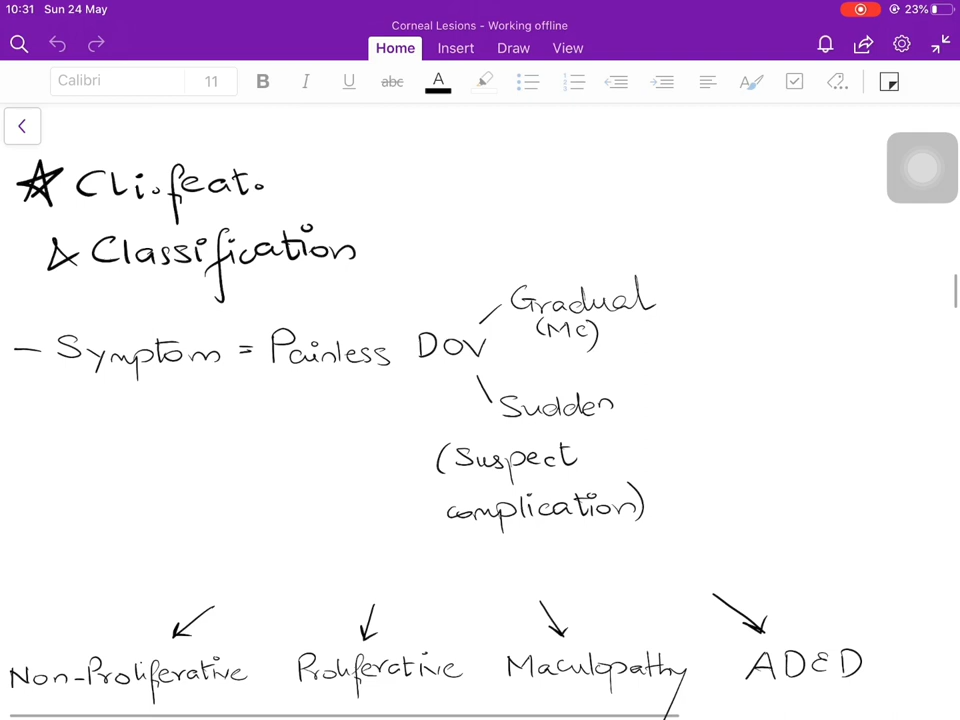 10:31 Sun 24 May 23%
Corneal Lesions - Working offline
Home Insert Draw View
Calibri 11 B I U abc A
Cli.feat.
& Classification
- Symptom = Painless DOV
Gradual
(Mc)
Sudden
(Suspect
complication)
Non-Proliferative Proliferative Maculopathy ADED